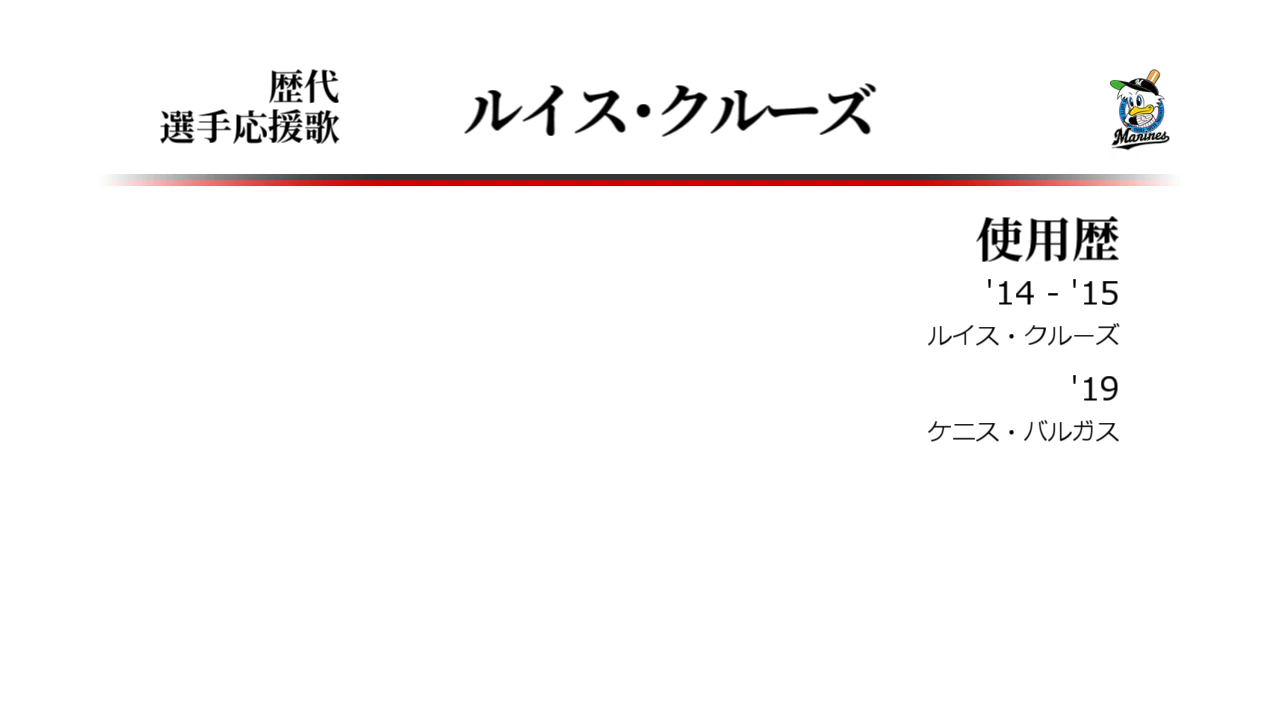 歴代
選手応援歌
ルイス・クルーズ
Marines
使用歴
'14 - '15
ルイス・クルーズ
'19
ケニス・バルガス